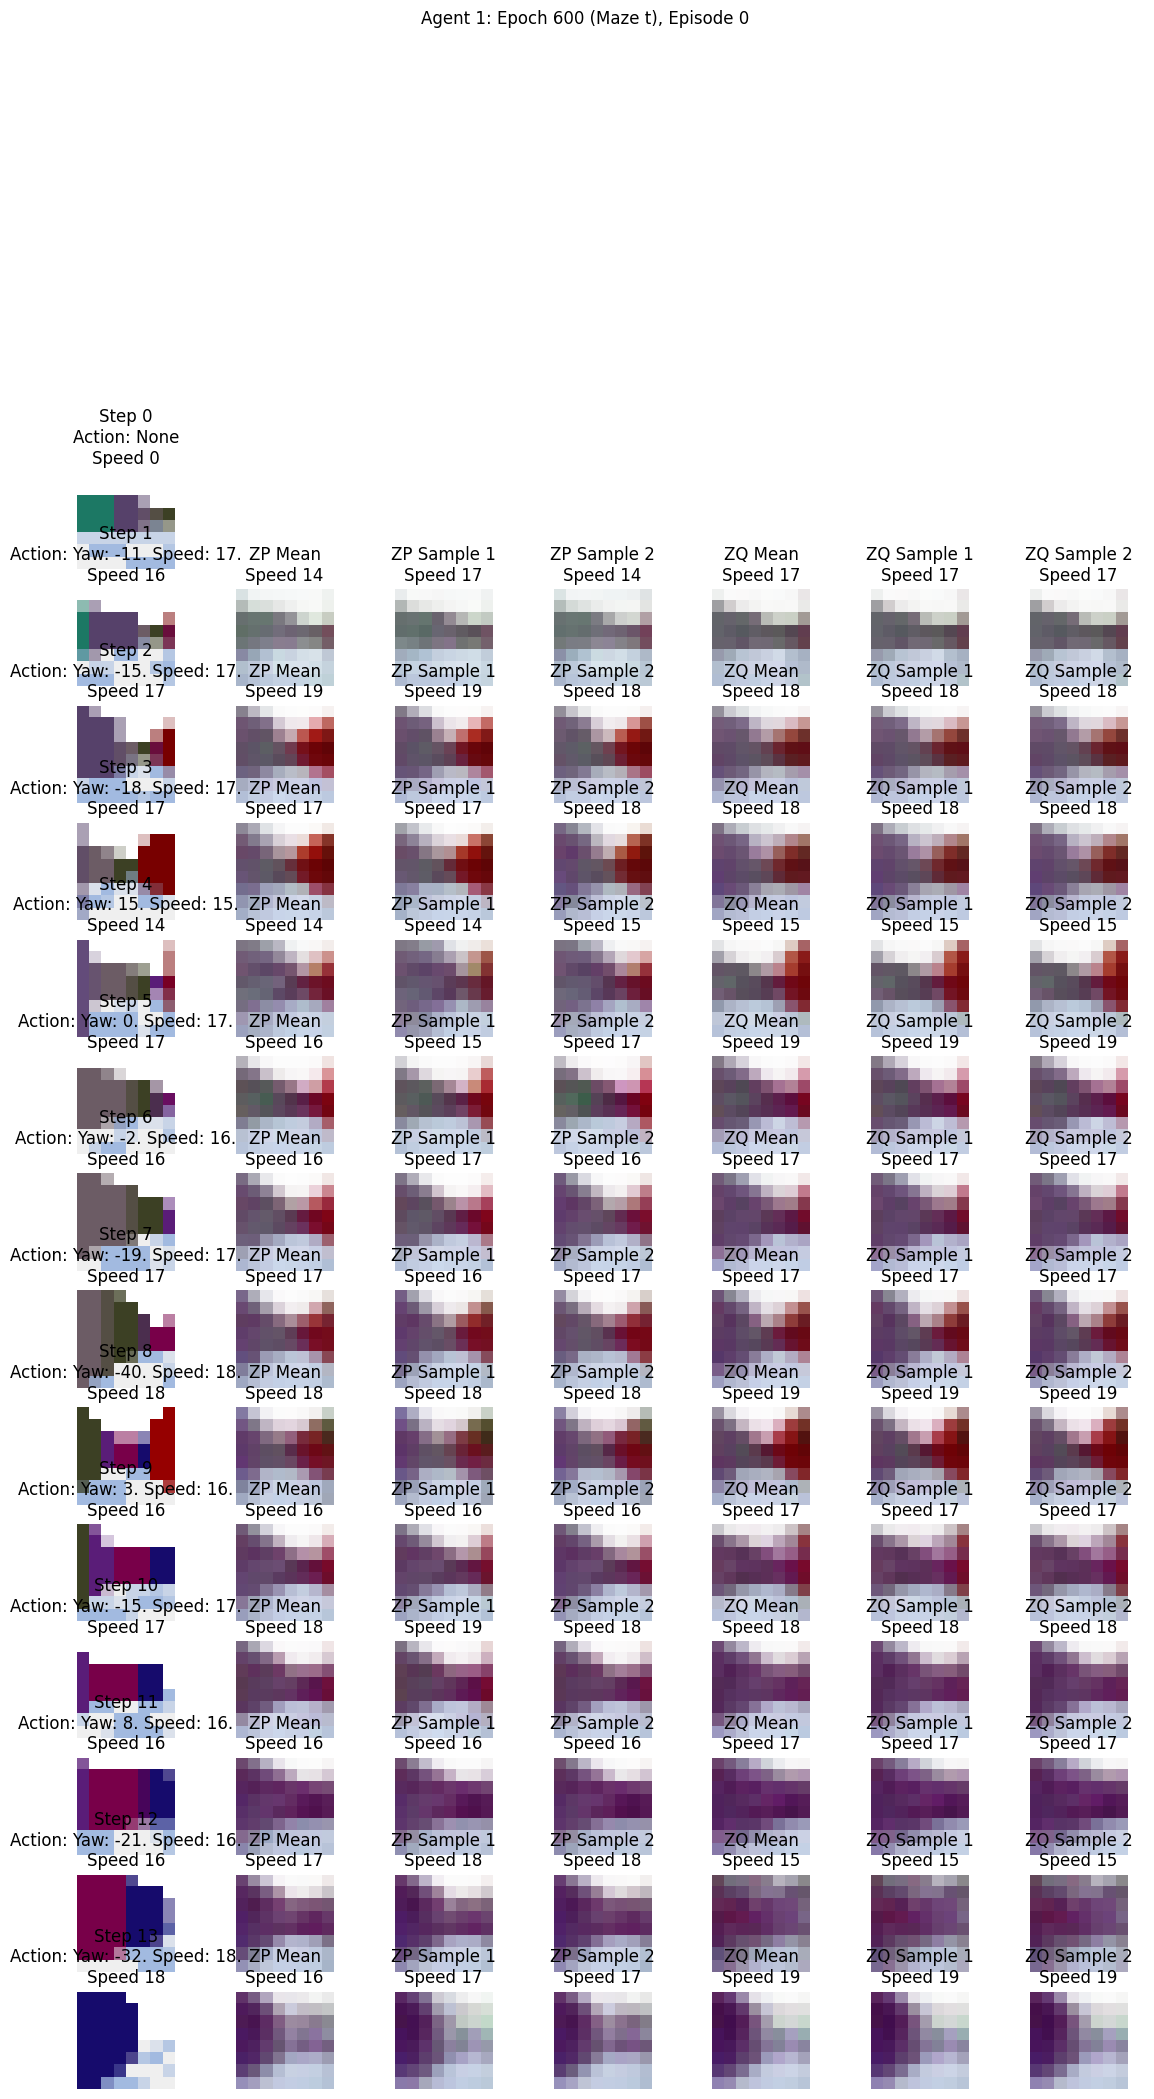 Agent 1: Epoch 600 (Maze t), Episode 0
Step 0
Action: None
Speed 0
Step 1
Action: Yaw: -11. Speed: 17.
Speed 16
ZP Mean
Speed 14
ZP Sample 1
Speed 17
ZP Sample 2
Speed 14
ZQ Mean
Speed 17
ZQ Sample 1
Speed 17
ZQ Sample 2
Speed 17
Step 2
Action: Yaw: -15. Speed: 17.
Speed 17
ZP Mean
Speed 19
ZP Sample 1
Speed 19
ZP Sample 2
Speed 18
ZQ Mean
Speed 18
ZQ Sample 1
Speed 18
ZQ Sample 2
Speed 18
Step 3
Action: Yaw: -18. Speed: 17.
Speed 17
ZP Mean
Speed 17
ZP Sample 1
Speed 17
ZP Sample 2
Speed 18
ZQ Mean
Speed 18
ZQ Sample 1
Speed 18
ZQ Sample 2
Speed 18
Step 4
Action: Yaw: 15. Speed: 15.
Speed 14
ZP Mean
Speed 14
ZP Sample 1
Speed 14
ZP Sample 2
Speed 15
ZQ Mean
Speed 15
ZQ Sample 1
Speed 15
ZQ Sample 2
Speed 15
Step 5
Action: Yaw: 0. Speed: 17.
Speed 17
ZP Mean
Speed 16
ZP Sample 1
Speed 15
ZP Sample 2
Speed 17
ZQ Mean
Speed 19
ZQ Sample 1
Speed 19
ZQ Sample 2
Speed 19
Step 6
Action: Yaw: -2. Speed: 16.
Speed 16
ZP Mean
Speed 16
ZP Sample 1
Speed 17
ZP Sample 2
Speed 16
ZQ Mean
Speed 17
ZQ Sample 1
Speed 17
ZQ Sample 2
Speed 17
Step 7
Action: Yaw: -19. Speed: 17.
Speed 17
ZP Mean
Speed 17
ZP Sample 1
Speed 16
ZP Sample 2
Speed 17
ZQ Mean
Speed 17
ZQ Sample 1
Speed 17
ZQ Sample 2
Speed 17
Step 8
Action: Yaw: -40. Speed: 18.
Speed 18
ZP Mean
Speed 18
ZP Sample 1
Speed 18
ZP Sample 2
Speed 18
ZQ Mean
Speed 19
ZQ Sample 1
Speed 19
ZQ Sample 2
Speed 19
Step 9
Action: Yaw: 3. Speed: 16.
Speed 16
ZP Mean
Speed 16
ZP Sample 1
Speed 16
ZP Sample 2
Speed 16
ZQ Mean
Speed 17
ZQ Sample 1
Speed 17
ZQ Sample 2
Speed 17
Step 10
Action: Yaw: -15. Speed: 17.
Speed 17
ZP Mean
Speed 18
ZP Sample 1
Speed 19
ZP Sample 2
Speed 18
ZQ Mean
Speed 18
ZQ Sample 1
Speed 18
ZQ Sample 2
Speed 18
Step 11
Action: Yaw: 8. Speed: 16.
Speed 16
ZP Mean
Speed 16
ZP Sample 1
Speed 16
ZP Sample 2
Speed 16
ZQ Mean
Speed 17
ZQ Sample 1
Speed 17
ZQ Sample 2
Speed 17
Step 12
Action: Yaw: -21. Speed: 16.
Speed 16
ZP Mean
Speed 17
ZP Sample 1
Speed 18
ZP Sample 2
Speed 18
ZQ Mean
Speed 15
ZQ Sample 1
Speed 15
ZQ Sample 2
Speed 15
Step 13
Action: Yaw: -32. Speed: 18.
Speed 18
ZP Mean
Speed 16
ZP Sample 1
Speed 17
ZP Sample 2
Speed 17
ZQ Mean
Speed 19
ZQ Sample 1
Speed 19
ZQ Sample 2
Speed 19